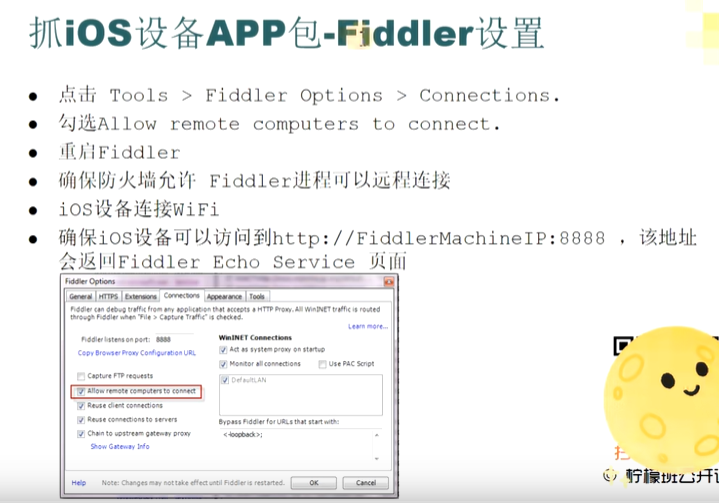 抓iOS设备APP包-Fiddler设置
● 点击 Tools > Fiddler Options > Connections.
● 勾选Allow remote computers to connect.
● 重启Fiddler
● 确保防火墙允许 Fiddler进程可以远程连接
● iOS设备连接WiFi
● 确保iOS设备可以访问到http://FiddlerMachineIP:8888 ，该地址
会返回Fiddler Echo Service 页面
Fiddler Options
General HTTPS Extensions Connections Appearance Tools
Fiddler can debug traffic from any application that accepts a HTTP Proxy. All WinINET traffic is routed
through Fiddler when "File > Capture Traffic" is checked.
Learn more...
Fiddler listens on port: 8888
Copy Browser Proxy Configuration URL
Capture FTP requests
Allow remote computers to connect
Reuse client connections
Reuse connections to servers
Chain to upstream gateway proxy
Show Gateway Info
WinINET Connections
Act as system proxy on startup
Monitor all connections Use PAC Script
DefaultLAN
Bypass Fiddler for URLs that start with:
<-loopback>;
Help Note: Changes may not take effect until Fiddler is restarted. OK Cancel
柠檬班公开